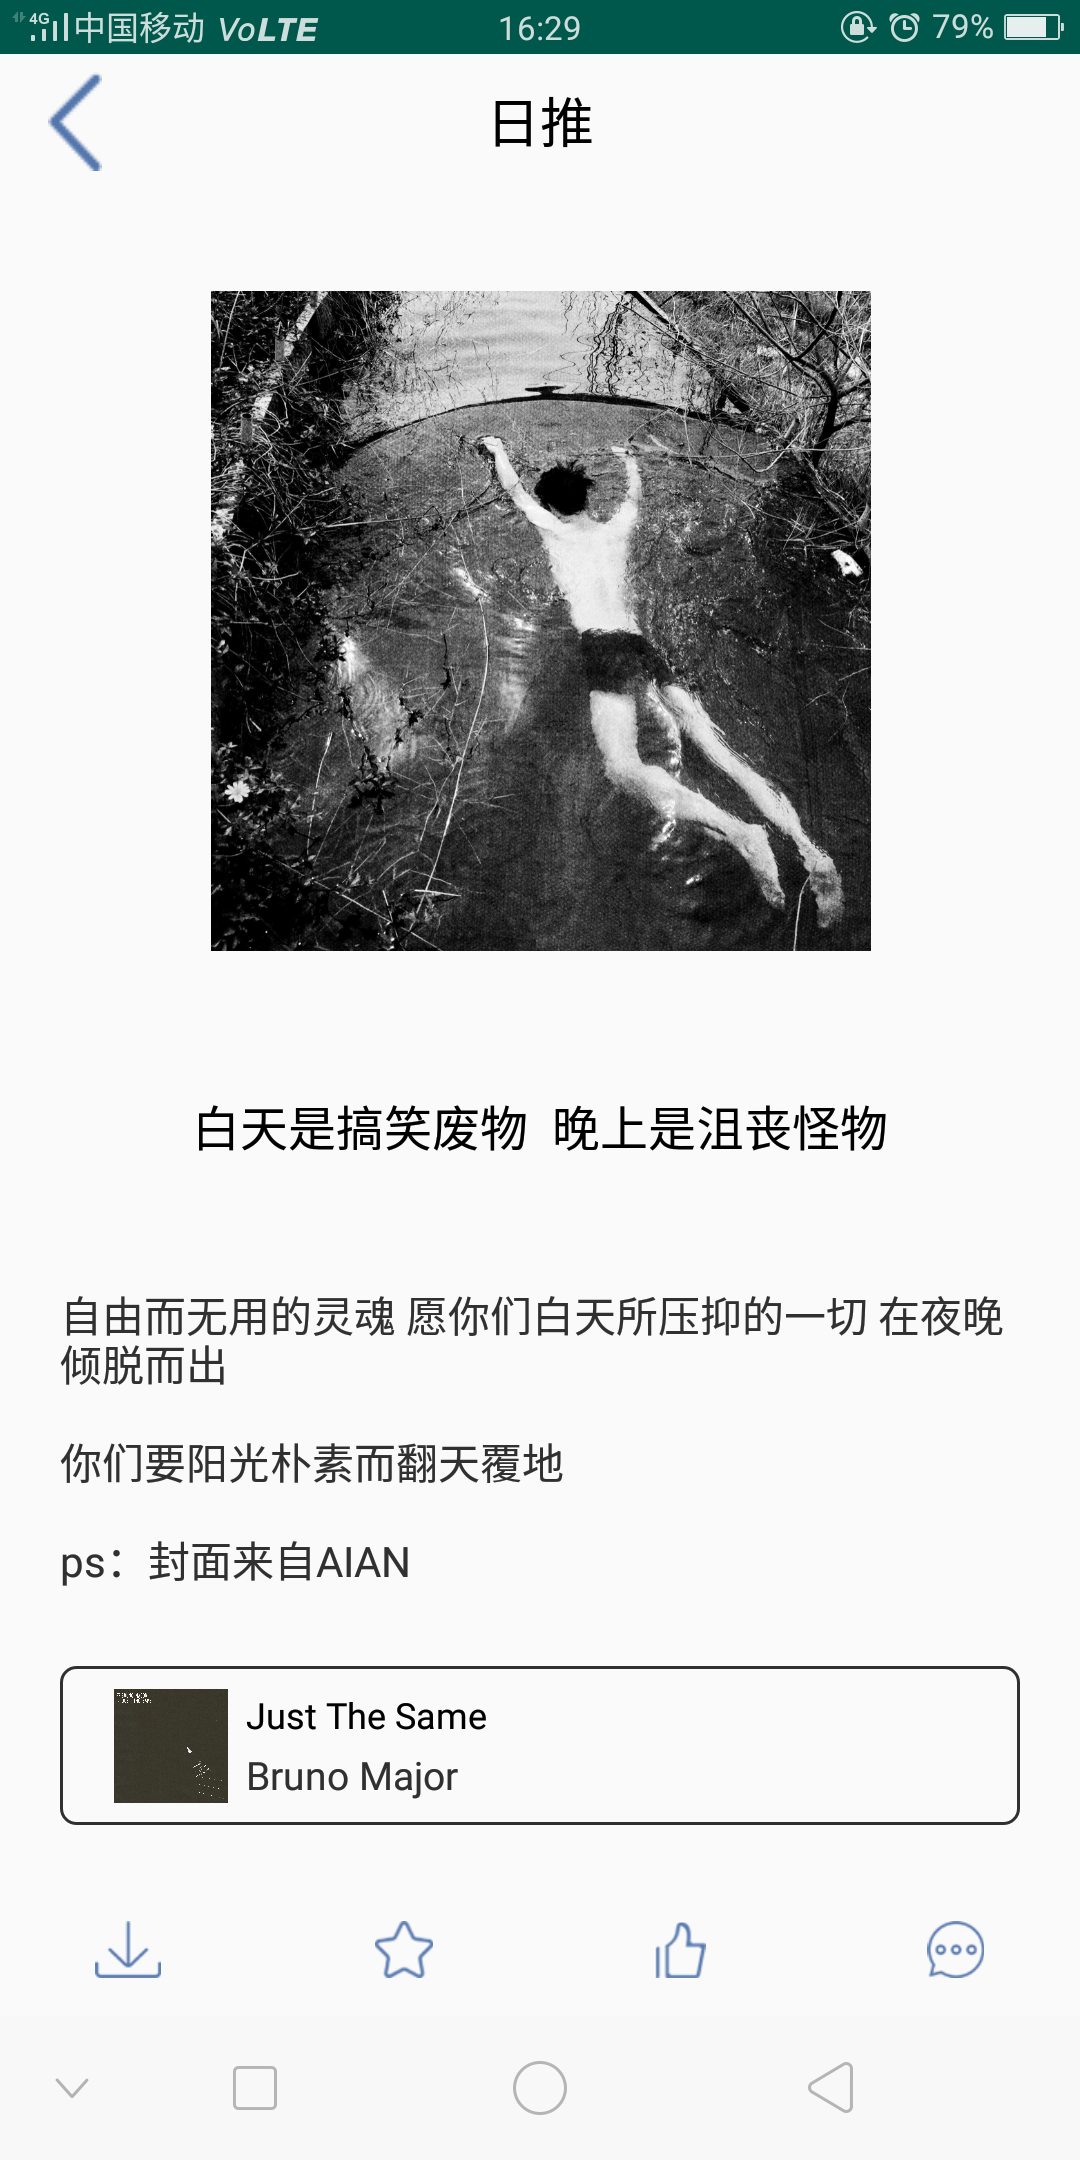 4G 中国移动 VoLTE 16:29 79%
日推
白天是搞笑废物 晚上是沮丧怪物
自由而无用的灵魂 愿你们白天所压抑的一切 在夜晚
倾脱而出
你们要阳光朴素而翻天覆地
ps：封面来自AIAN
Just The Same
Bruno Major